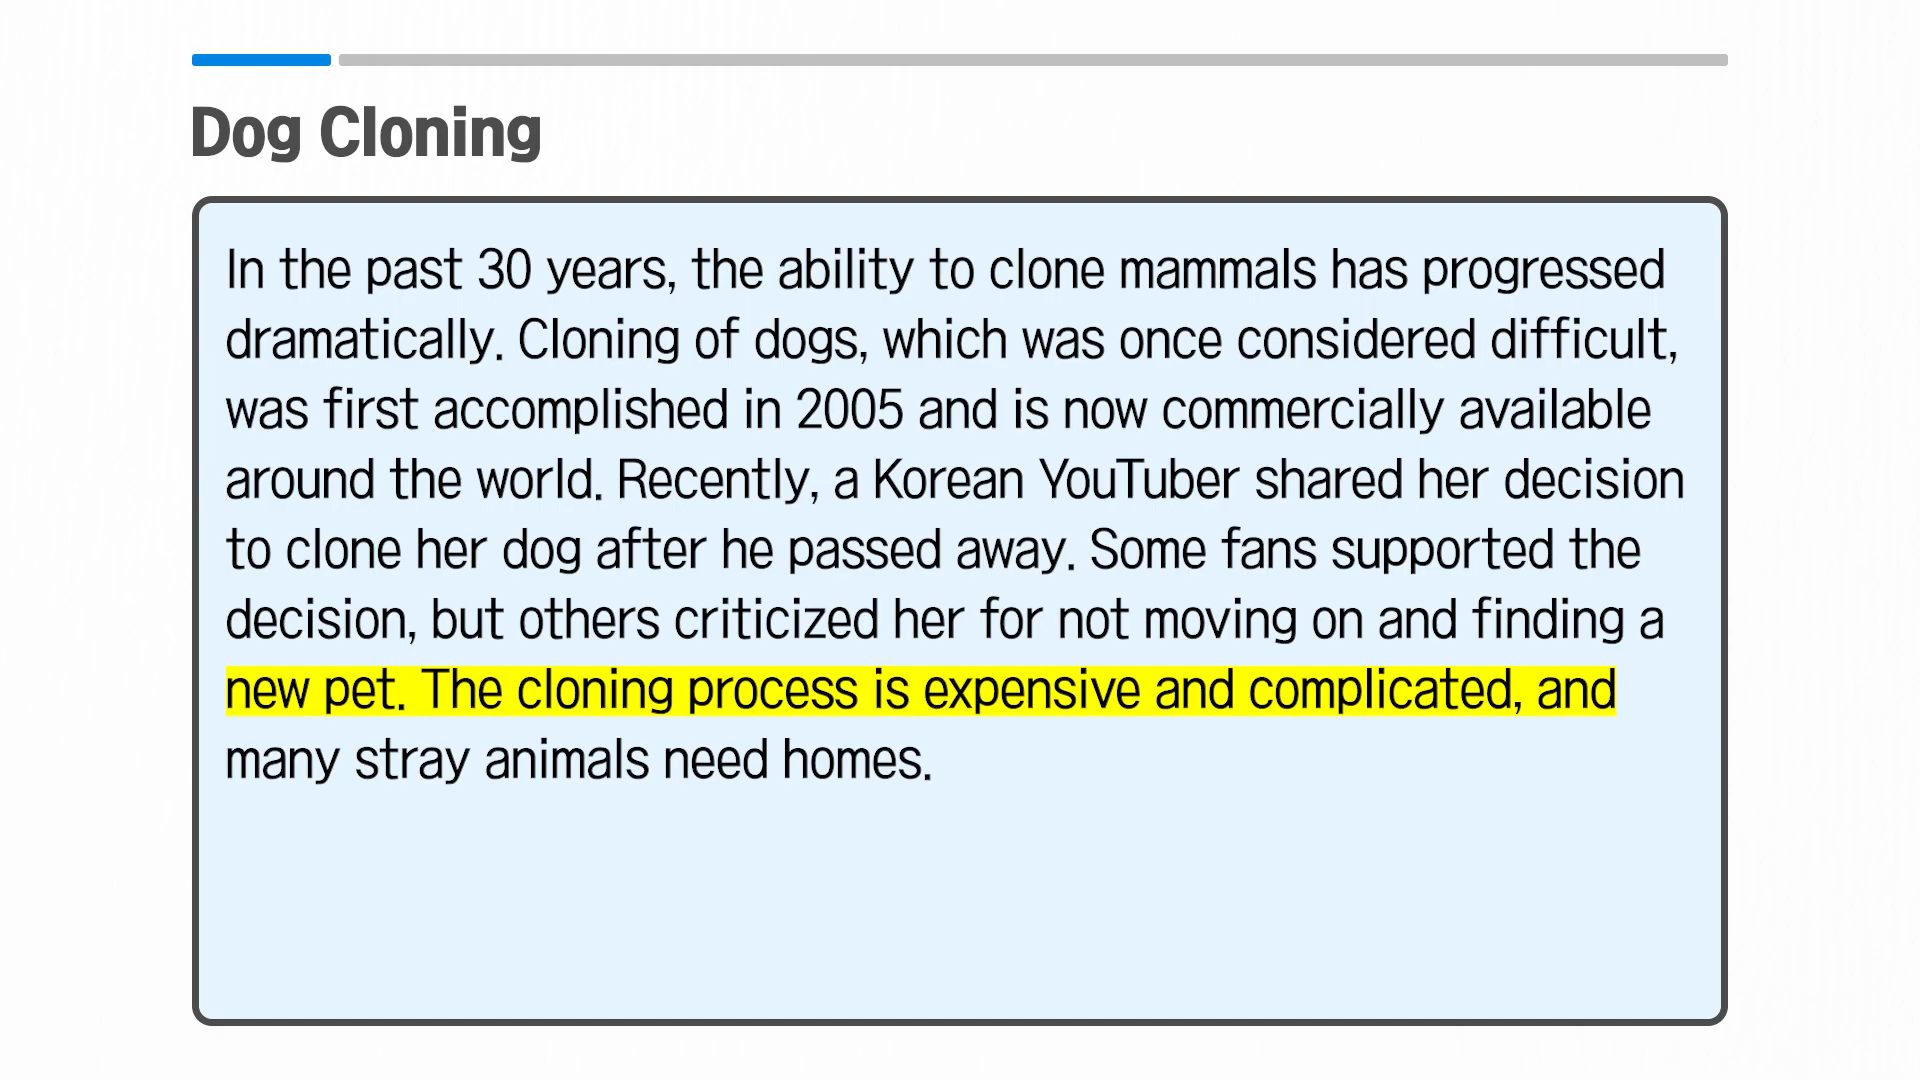 Dog Cloning
In the past 30 years, the ability to clone mammals has progressed
dramatically. Cloning of dogs, which was once considered difficult,
was first accomplished in 2005 and is now commercially available
around the world. Recently, a Korean YouTuber shared her decision
to clone her dog after he passed away. Some fans supported the
decision, but others criticized her for not moving on and finding a
new pet. The cloning process is expensive and complicated, and
many stray animals need homes.